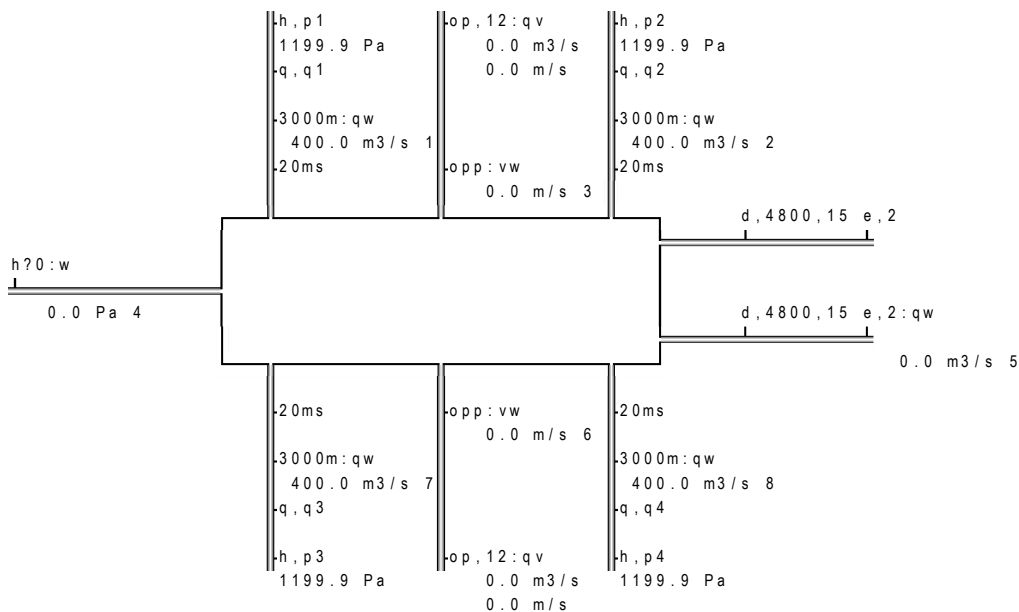 h,p1
1199.9 Pa
q,q1
3000m:qw
400.0 m3/s 1
20ms
op,12:qv
0.0 m3/s
0.0 m/s
opp:vw
0.0 m/s 3
h,p2
1199.9 Pa
q,q2
3000m:qw
400.0 m3/s 2
20ms
h?0:w
0.0 Pa 4
d,4800,15 e,2
d,4800,15 e,2:qw
0.0 m3/s 5
20ms
3000m:qw
400.0 m3/s 7
q,q3
h,p3
1199.9 Pa
opp:vw
0.0 m/s 6
op,12:qv
0.0 m3/s
0.0 m/s
20ms
3000m:qw
400.0 m3/s 8
q,q4
h,p4
1199.9 Pa